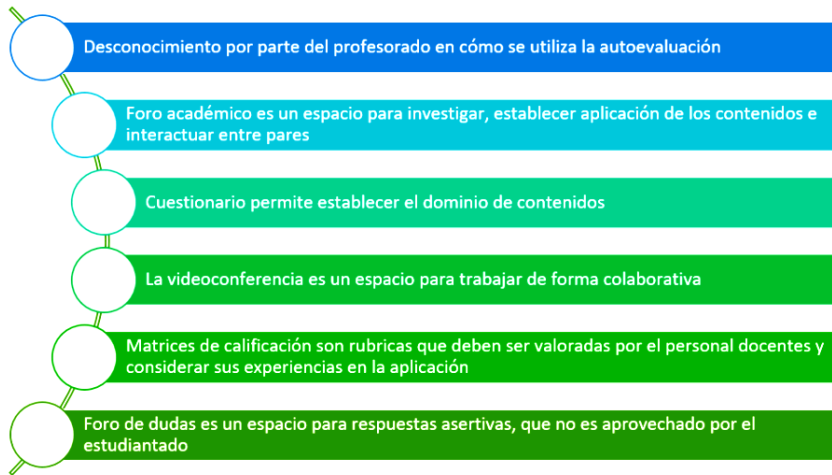 Desconocimiento por parte del profesorado en cómo se utiliza la autoevaluación
Foro académico es un espacio para investigar, establecer aplicación de los contenidos e
interactuar entre pares
Cuestionario permite establecer el dominio de contenidos
La videoconferencia es un espacio para trabajar de forma colaborativa
Matrices de calificación son rubricas que deben ser valoradas por el personal docentes y
considerar sus experiencias en la aplicación
Foro de dudas es un espacio para respuestas asertivas, que no es aprovechado por el
estudiantado